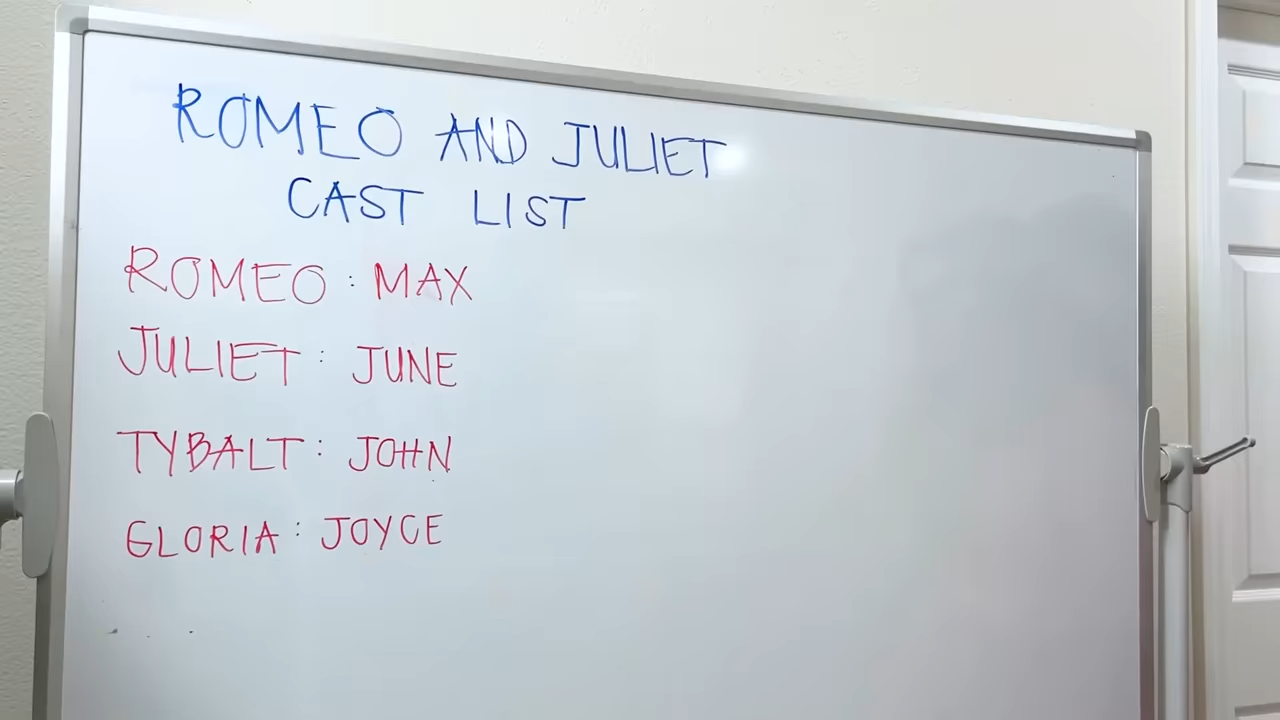 ROMEO AND JULIET
CAST LIST
ROMEO : MAX
JULIET : JUNE
TYBALT : JOHN
GLORIA : JOYCE